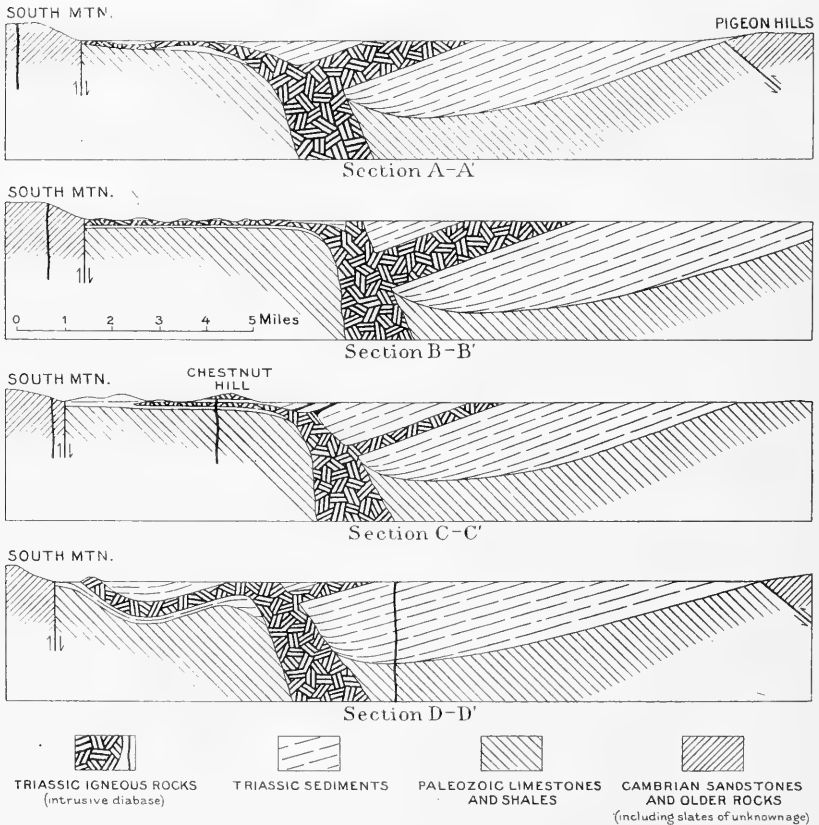 SOUTH MTN.
PIGEON HILLS
Section A-A'
SOUTH MTN.
0 1 2 3 4 5 Miles
Section B-B'
SOUTH MTN.
CHESTNUT
HILL
Section C-C'
SOUTH MTN.
Section D-D'
TRIASSIC IGNEOUS ROCKS
(intrusive diabase)
TRIASSIC SEDIMENTS
PALEOZOIC LIMESTONES
AND SHALES
CAMBRIAN SANDSTONES
AND OLDER ROCKS
(including slates of unknown age)